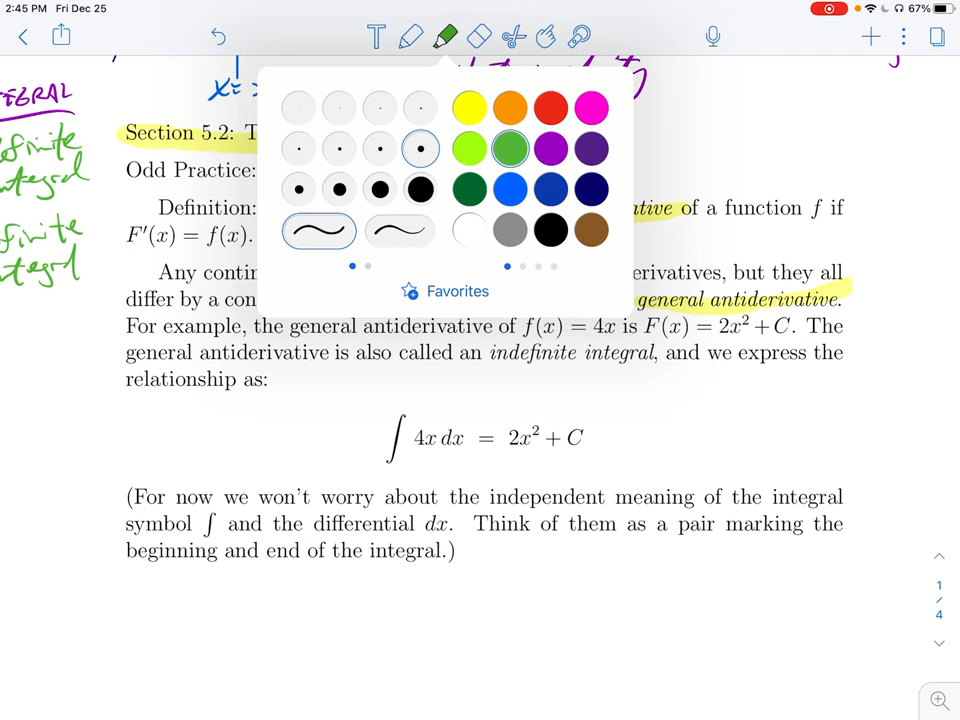 2:45 PM Fri Dec 25
67%
x=
EGRAL
efinite
ntegral
finite
ntegral
Section 5.2: T
Odd Practice:
Definition: ative of a function f if
F′(x) = f(x).
Any contin erivatives, but they all
differ by a con general antiderivative.
For example, the general antiderivative of f(x) = 4x is F(x) = 2x² + C. The
general antiderivative is also called an indefinite integral, and we express the
relationship as:
∫ 4x dx = 2x² + C
(For now we won't worry about the independent meaning of the integral
symbol ∫ and the differential dx. Think of them as a pair marking the
beginning and end of the integral.)
Favorites
1
/
4